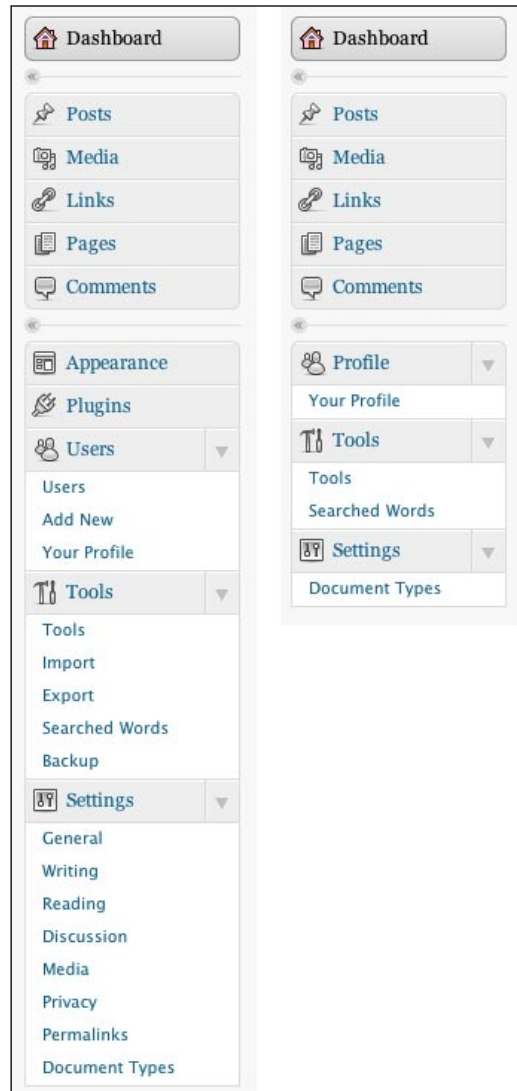 Dashboard
Posts
Media
Links
Pages
Comments
Appearance
Plugins
Users
Users
Add New
Your Profile
Tools
Tools
Import
Export
Searched Words
Backup
Settings
General
Writing
Reading
Discussion
Media
Privacy
Permalinks
Document Types
Dashboard
Posts
Media
Links
Pages
Comments
Profile
Your Profile
Tools
Tools
Searched Words
Settings
Document Types